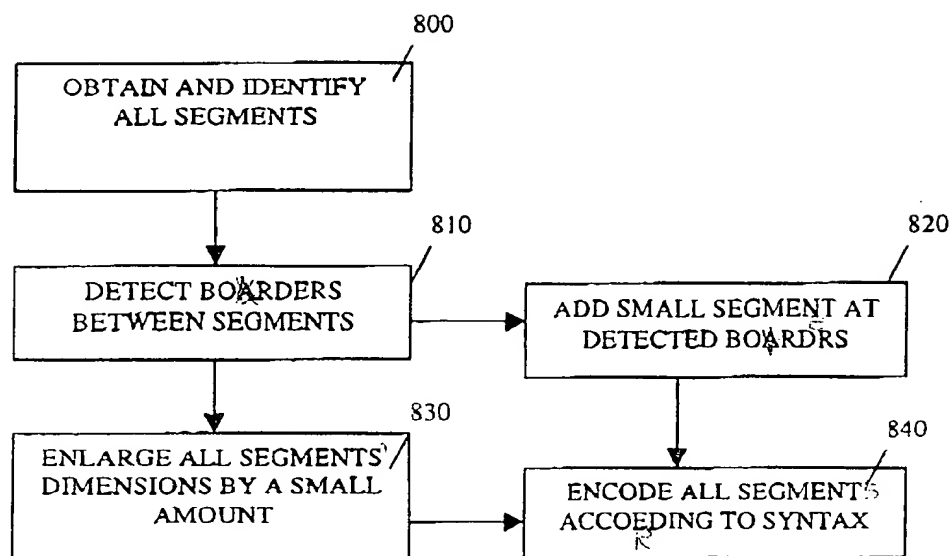 800
OBTAIN AND IDENTIFY
ALL SEGMENTS
810
DETECT BOARDERS
BETWEEN SEGMENTS
820
ADD SMALL SEGMENT AT
DETECTED BOARDRS
E
830
ENLARGE ALL SEGMENTS'
DIMENSIONS BY A SMALL
AMOUNT
840
ENCODE ALL SEGMENTS
ACCOEDING TO SYNTAX
R